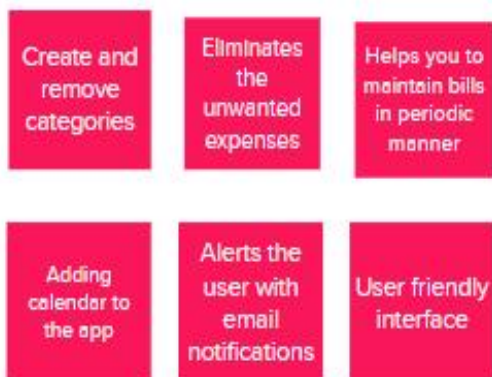 Create and
remove
categories
Eliminates
the
unwanted
expenses
Helps you to
maintain bills
in periodic
manner
Adding
calendar to
the app
Alerts the
user with
email
notifications
User friendly
interface